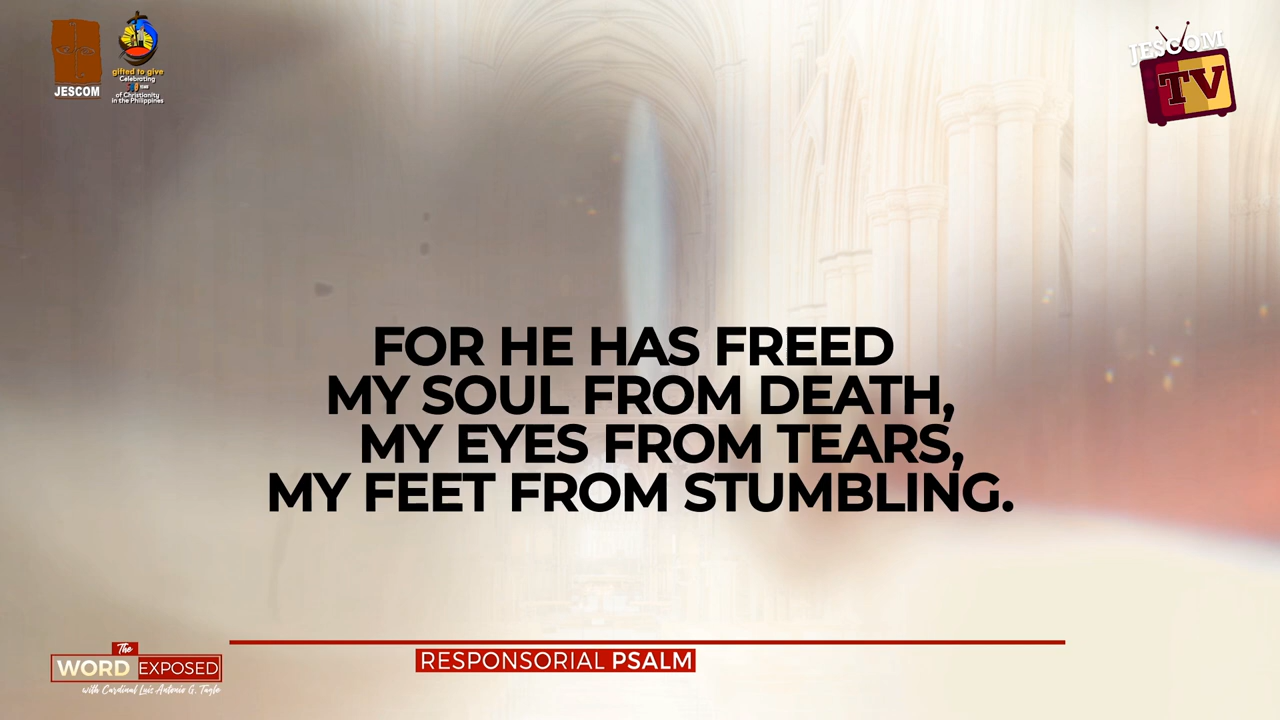 JESCOM
gifted to give
Celebrating
of Christianity
in the Philippines
JESCOM
TV
FOR HE HAS FREED
MY SOUL FROM DEATH,
MY EYES FROM TEARS,
MY FEET FROM STUMBLING.
The
WORD EXPOSED
with Cardinal Luis Antonio G. Tagle
RESPONSORIAL PSALM